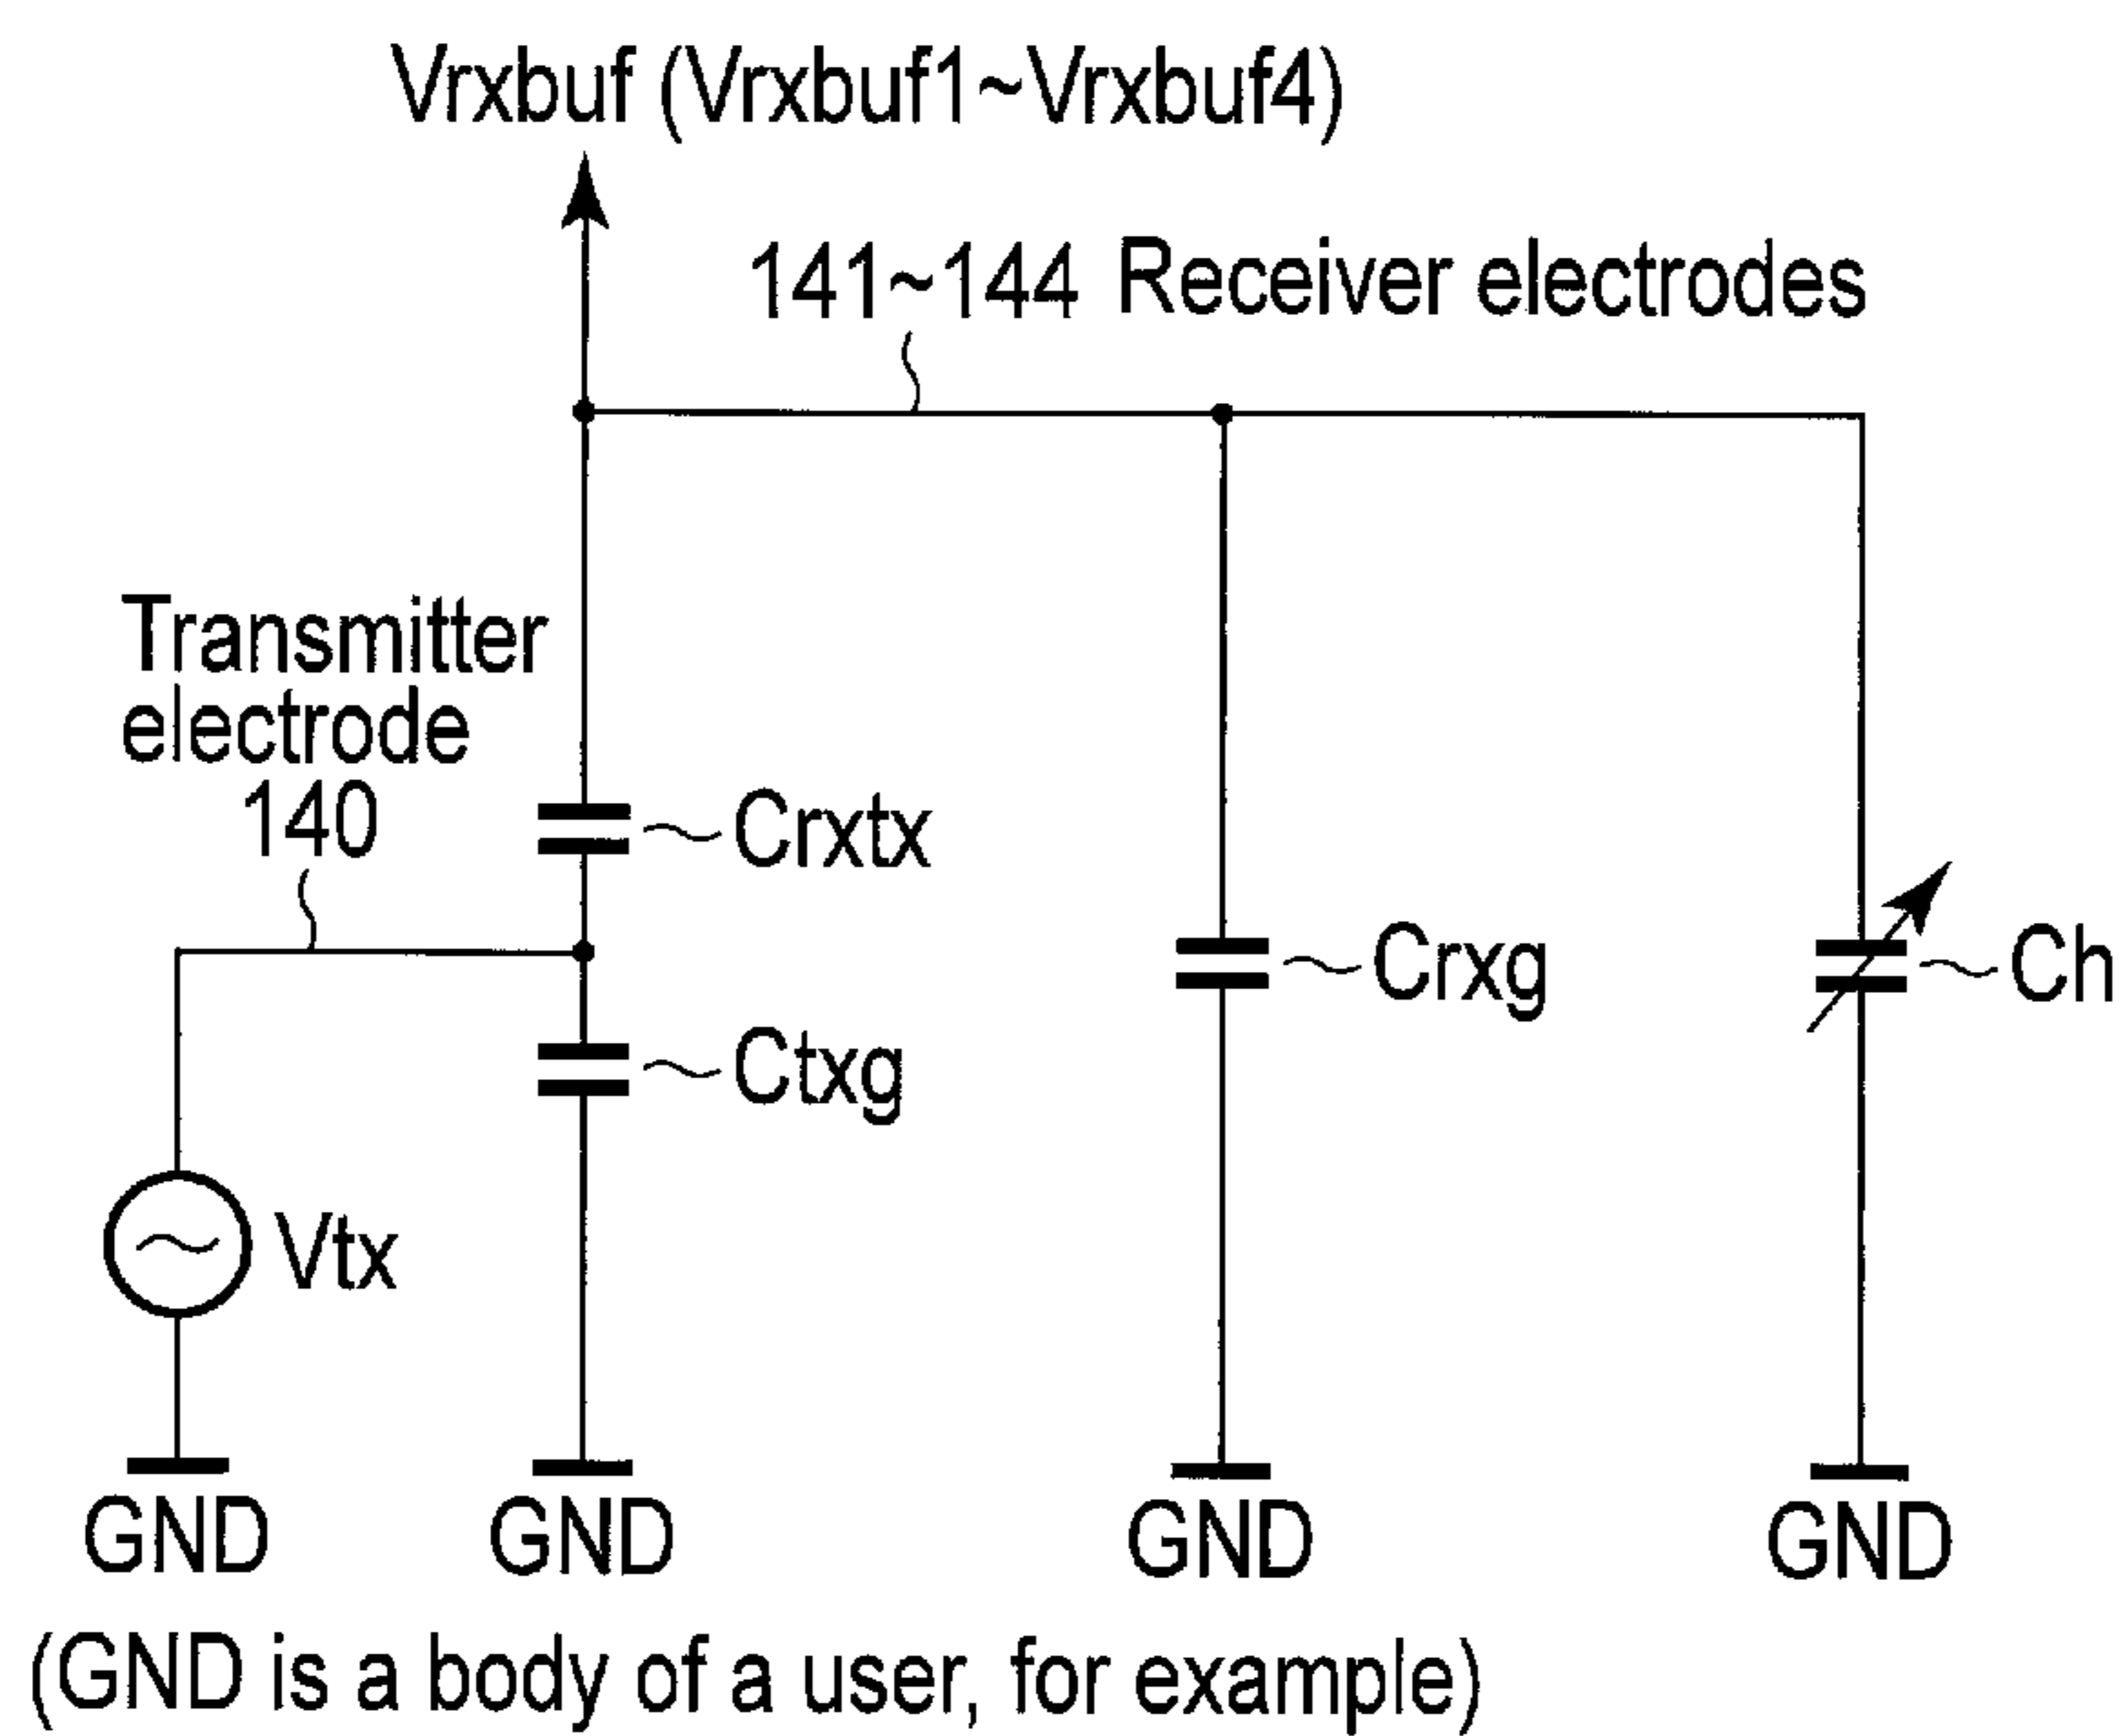 Vrxbuf (Vrxbuf1~Vrxbuf4)
141~144 Receiver electrodes
Transmitter
electrode
140
Crxtx
Crxg
Ch
Ctxg
Vtx
GND
GND
GND
GND
(GND is a body of a user, for example)